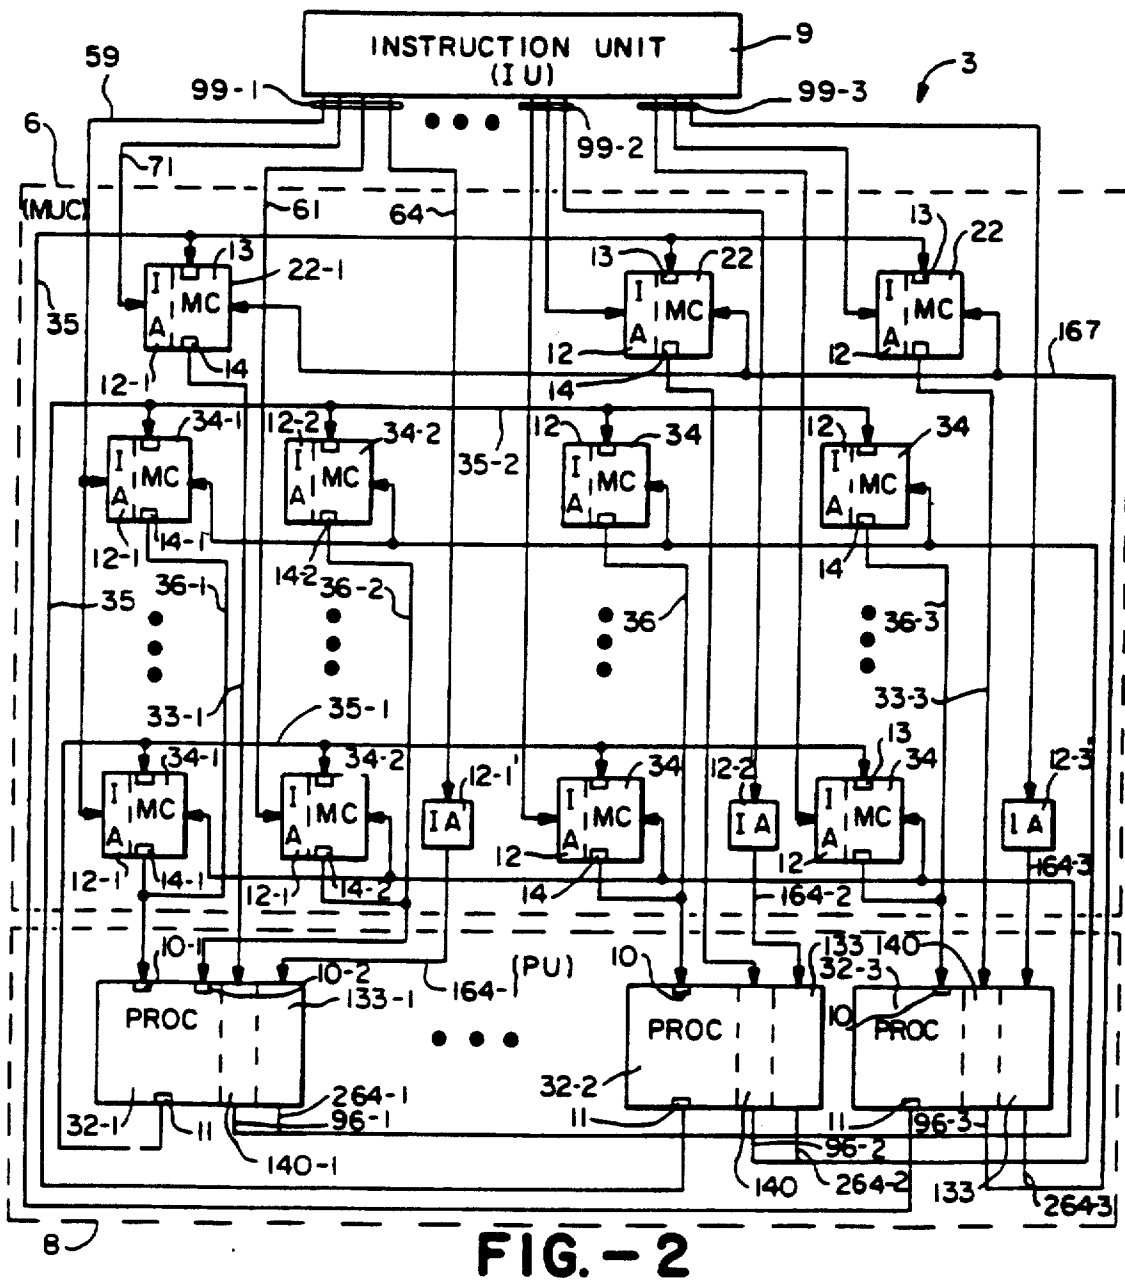 INSTRUCTION UNIT
(IU)
9
3
59
99-1
99-2
99-3
6
71
(MUC)
61
64
13
22
13
13
22
I
A
MC
22-1
I
A
MC
I
A
MC
35
167
12-1
14
12
14
12
34-1
12-2
34-2
35-2
12
34
12
34
I
A
MC
I
A
MC
I
A
MC
I
A
MC
12-1
14-1
14-2
14
35
36-1
36-2
36
36-3
33-1
35-1
33-3
34-1
34-2
12-1'
34
12-2'
13
34
12-3'
I
A
MC
I
A
MC
IA
I
A
MC
IA
I
A
MC
IA
12-1
14-1
12-1
14-2
12
14
164-2
12
164-3
10-1
10-2
133-1
164-1
(PU)
10
133
140
32-3
10
PROC
PROC
PROC
32-1
11
264-1
96-1
140-1
32-2
11
140
96-2
264-2
11
96-3
133
264-3
8
FIG.-2